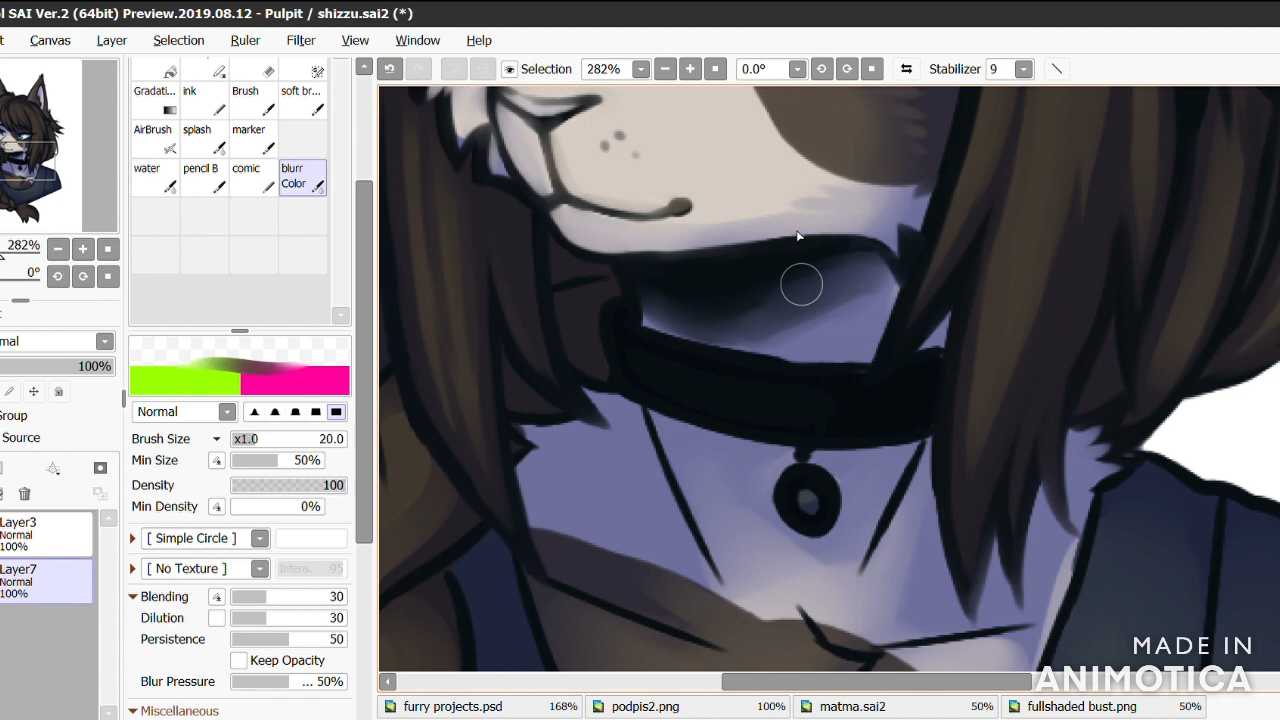 ol SAI Ver.2 (64bit) Preview.2019.08.12 - Pulpit / shizzu.sai2 (*)
t Canvas Layer Selection Ruler Filter View Window Help
Selection 282% 0.0° Stabilizer 9
Gradati... ink Brush soft br...
AirBrush splash marker
water pencil B comic blurr
Color
282%
0°
mal
100%
Group
Source
Layer3
Normal
100%
Layer7
Normal
100%
Normal
Brush Size x1.0 20.0
Min Size 50%
Density 100
Min Density 0%
[ Simple Circle ]
[ No Texture ] Intens. 95
Blending 30
Dilution 30
Persistence 50
Keep Opacity
Blur Pressure ... 50%
Miscellaneous
furry projects.psd 168% podpis2.png 100% matma.sai2 50% fullshaded bust.png 50%
MADE IN
ANIMOTICA